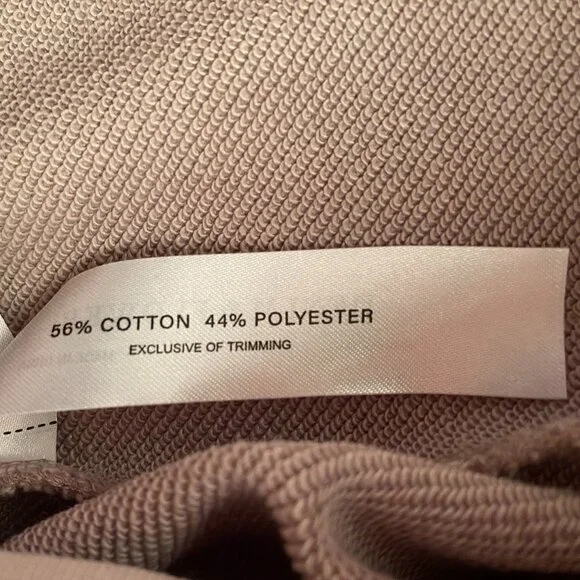 56% COTTON 44% POLYESTER
EXCLUSIVE OF TRIMMING